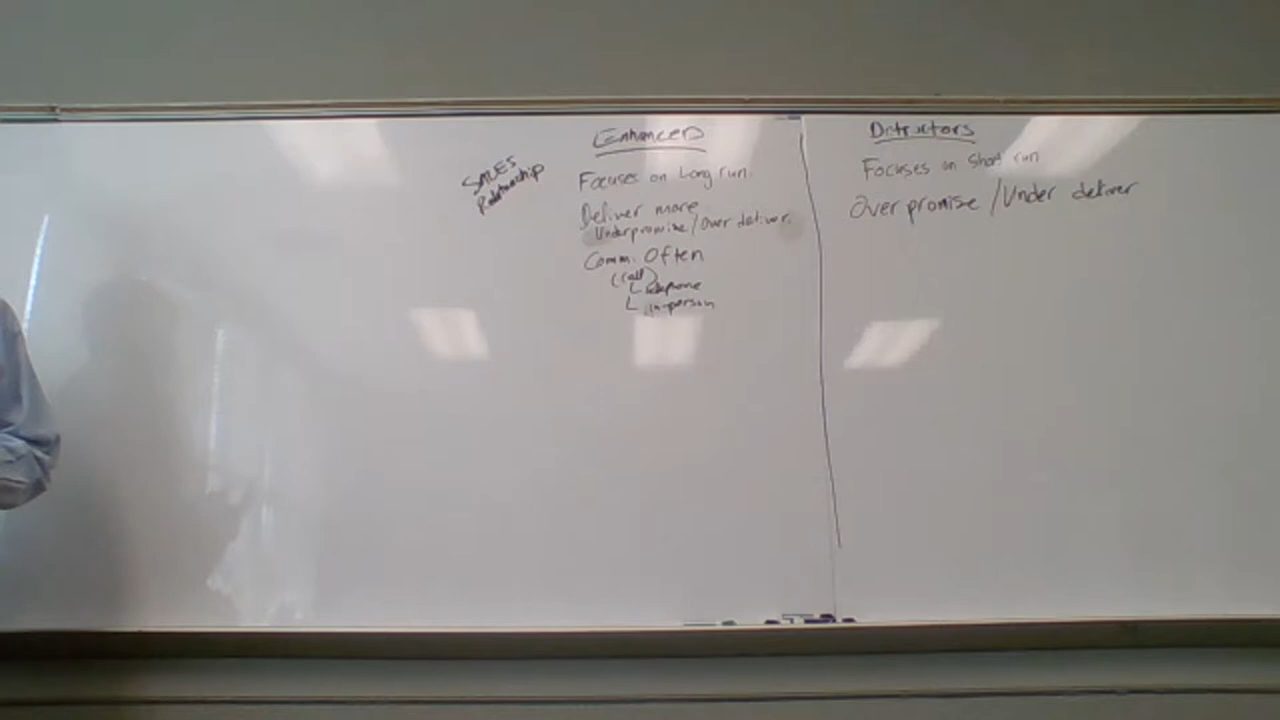 SALES
Relationship
Enhancers
Focuses on Long run
Deliver more
Underpromise/Over deliver.
Comm. Often
(call)
telephone
in-person
Detractors
Focuses on Short run
Over promise / Under deliver